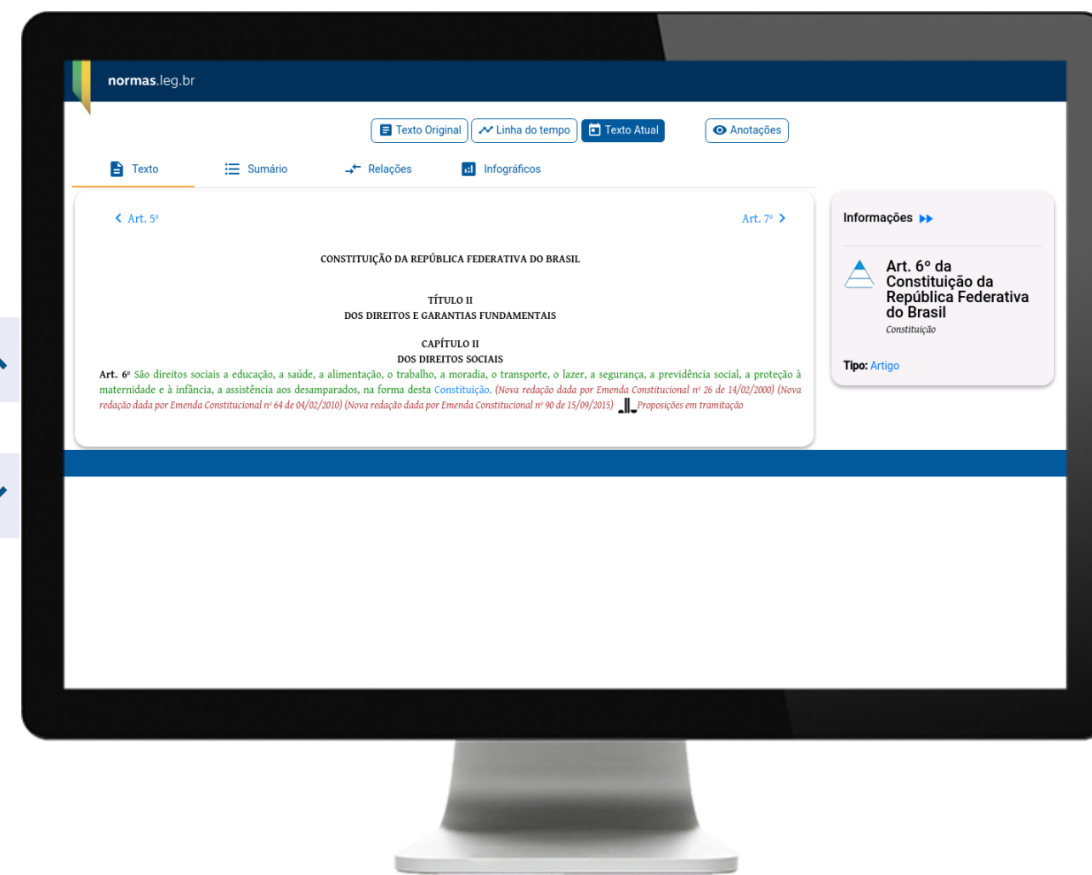 normas.leg.br
Texto Original Linha do tempo Texto Atual Anotações
Texto Sumário Relações Infográficos
Art. 5º Art. 7º
CONSTITUIÇÃO DA REPÚBLICA FEDERATIVA DO BRASIL
TÍTULO II
DOS DIREITOS E GARANTIAS FUNDAMENTAIS
CAPÍTULO II
DOS DIREITOS SOCIAIS
Art. 6º São direitos sociais a educação, a saúde, a alimentação, o trabalho, a moradia, o transporte, o lazer, a segurança, a previdência social, a proteção à
maternidade e à infância, a assistência aos desamparados, na forma desta Constituição. (Nova redação dada por Emenda Constitucional nº 26 de 14/02/2000) (Nova
redação dada por Emenda Constitucional nº 64 de 04/02/2010) (Nova redação dada por Emenda Constitucional nº 90 de 15/09/2015) Proposições em tramitação
Informações
Art. 6º da
Constituição da
República Federativa
do Brasil
Constituição
Tipo: Artigo